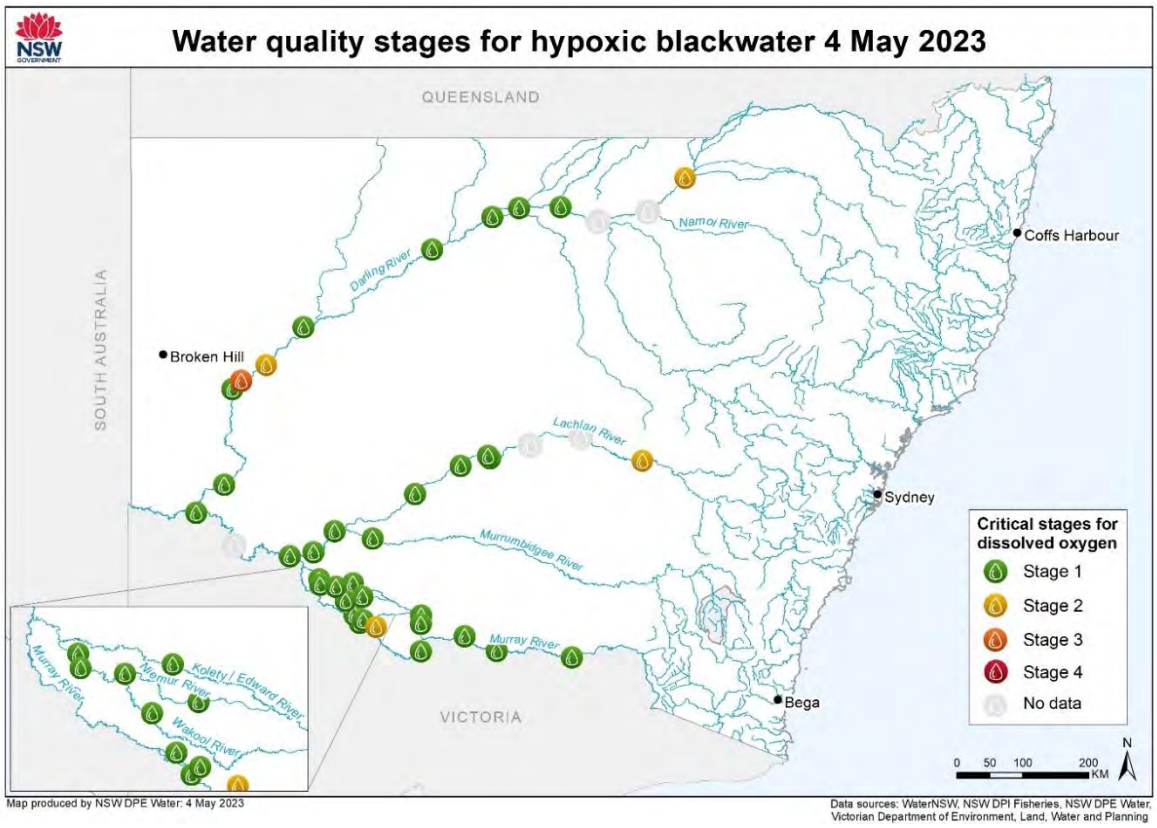 NSW
GOVERNMENT
Water quality stages for hypoxic blackwater 4 May 2023
QUEENSLAND
Namoi River
Coffs Harbour
Darling River
SOUTH AUSTRALIA
Broken Hill
Lachlan River
Sydney
Murrumbidgee River
Critical stages for
dissolved oxygen
Stage 1
Stage 2
Stage 3
Stage 4
No data
Murray River
Bega
VICTORIA
Murray River
Kolety / Edward River
Niemur River
Wakool River
N
0 50 100 200
KM
Map produced by NSW DPE Water: 4 May 2023
Data sources: WaterNSW, NSW DPI Fisheries, NSW DPE Water,
Victorian Department of Environment, Land, Water and Planning